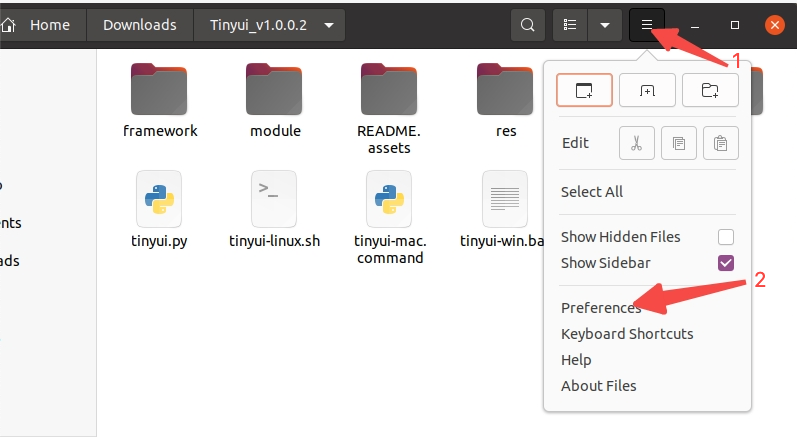 Home
Downloads
Tinyui_v1.0.0.2
1
framework
module
README.
assets
res
Edit
Select All
tinyui.py
tinyui-linux.sh
tinyui-mac.
command
tinyui-win.ba
ents
ads
Show Hidden Files
Show Sidebar
2
Preferences
Keyboard Shortcuts
Help
About Files